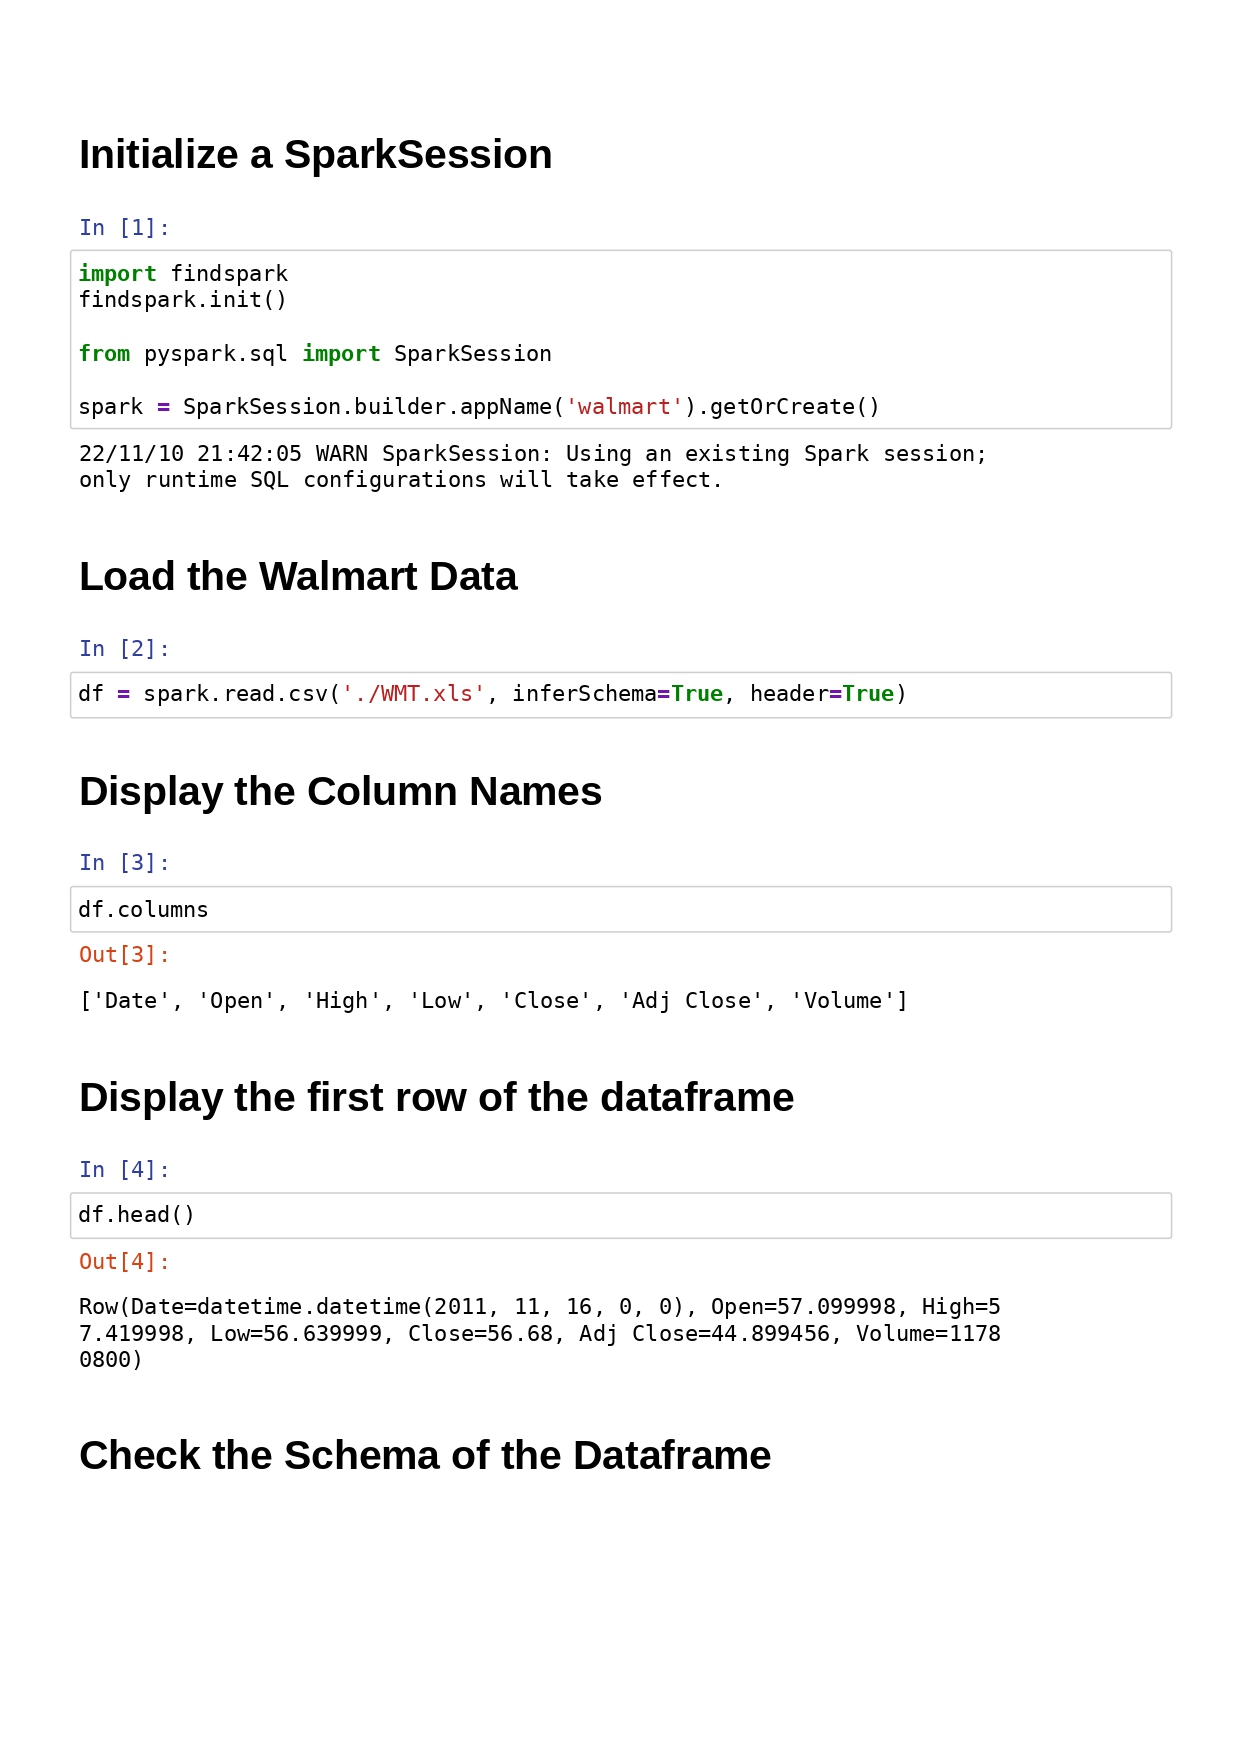 Initialize a SparkSession
In [1]:
import findspark
findspark.init()
from pyspark.sql import SparkSession
spark = SparkSession.builder.appName('walmart').getOrCreate()
22/11/10 21:42:05 WARN SparkSession: Using an existing Spark session;
only runtime SQL configurations will take effect.
Load the Walmart Data
In [2]:
df = spark.read.csv('./WMT.xls', inferSchema=True, header=True)
Display the Column Names
In [3]:
df.columns
Out[3]:
['Date', 'Open', 'High', 'Low', 'Close', 'Adj Close', 'Volume']
Display the first row of the dataframe
In [4]:
df.head()
Out[4]:
Row(Date=datetime.datetime(2011, 11, 16, 0, 0), Open=57.099998, High=5
7.419998, Low=56.639999, Close=56.68, Adj Close=44.899456, Volume=1178
0800)
Check the Schema of the Dataframe